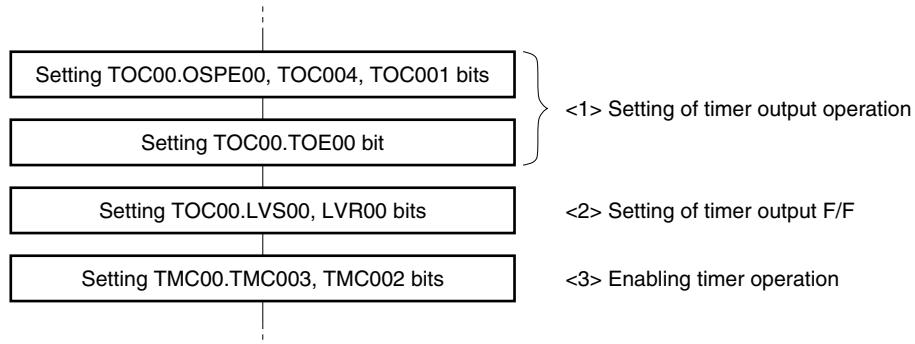 Setting TOC00.OSPE00, TOC004, TOC001 bits
<1> Setting of timer output operation
Setting TOC00.TOE00 bit
Setting TOC00.LVS00, LVR00 bits
<2> Setting of timer output F/F
Setting TMC00.TMC003, TMC002 bits
<3> Enabling timer operation